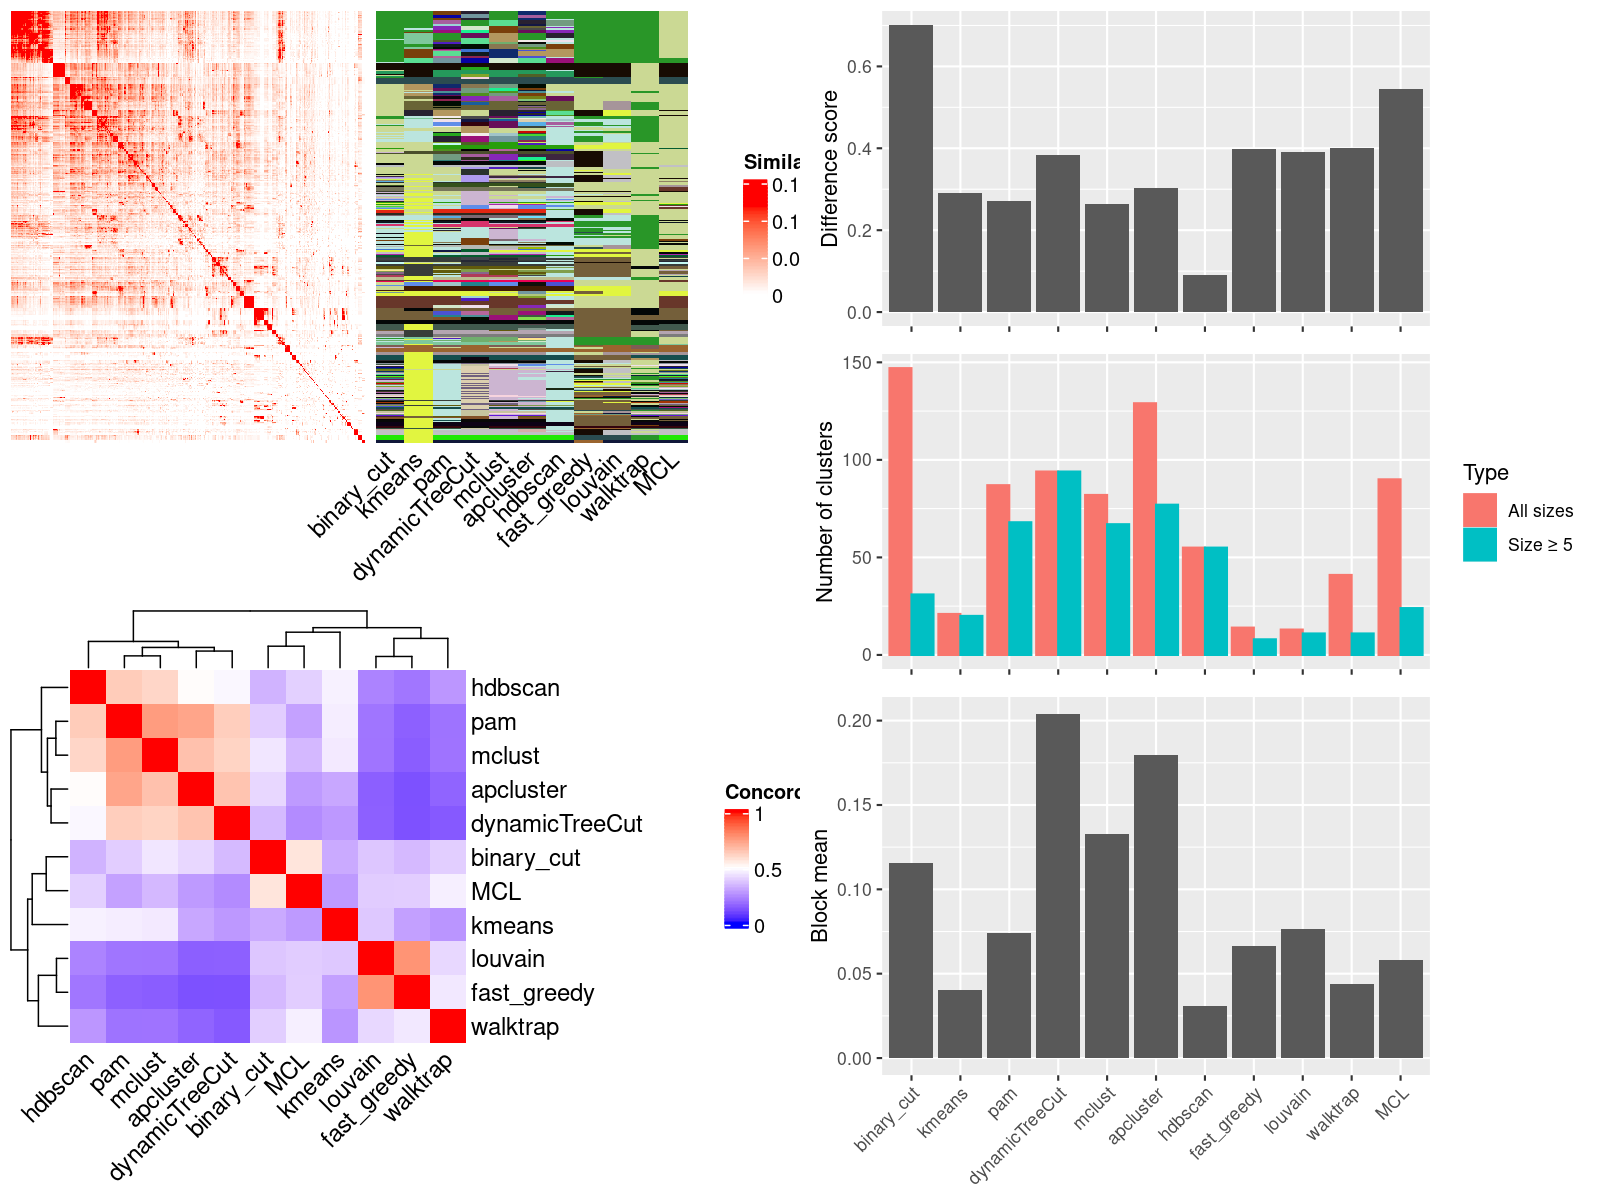 Simila
0.1
0.1
0.0
0
binary_cut
kmeans
pam
dynamicTreeCut
mclust
apcluster
hdbscan
fast_greedy
louvain
walktrap
MCL
hdbscan
pam
mclust
apcluster
dynamicTreeCut
binary_cut
MCL
kmeans
louvain
fast_greedy
walktrap
hdbscan
pam
mclust
apcluster
dynamicTreeCut
binary_cut
MCL
kmeans
louvain
fast_greedy
walktrap
Concord
1
0.5
0
Difference score
0.6
0.4
0.2
0.0
Number of clusters
150
100
50
0
Type
All sizes
Size ≥ 5
Block mean
0.20
0.15
0.10
0.05
0.00
binary_cut
kmeans
pam
dynamicTreeCut
mclust
apcluster
hdbscan
fast_greedy
louvain
walktrap
MCL